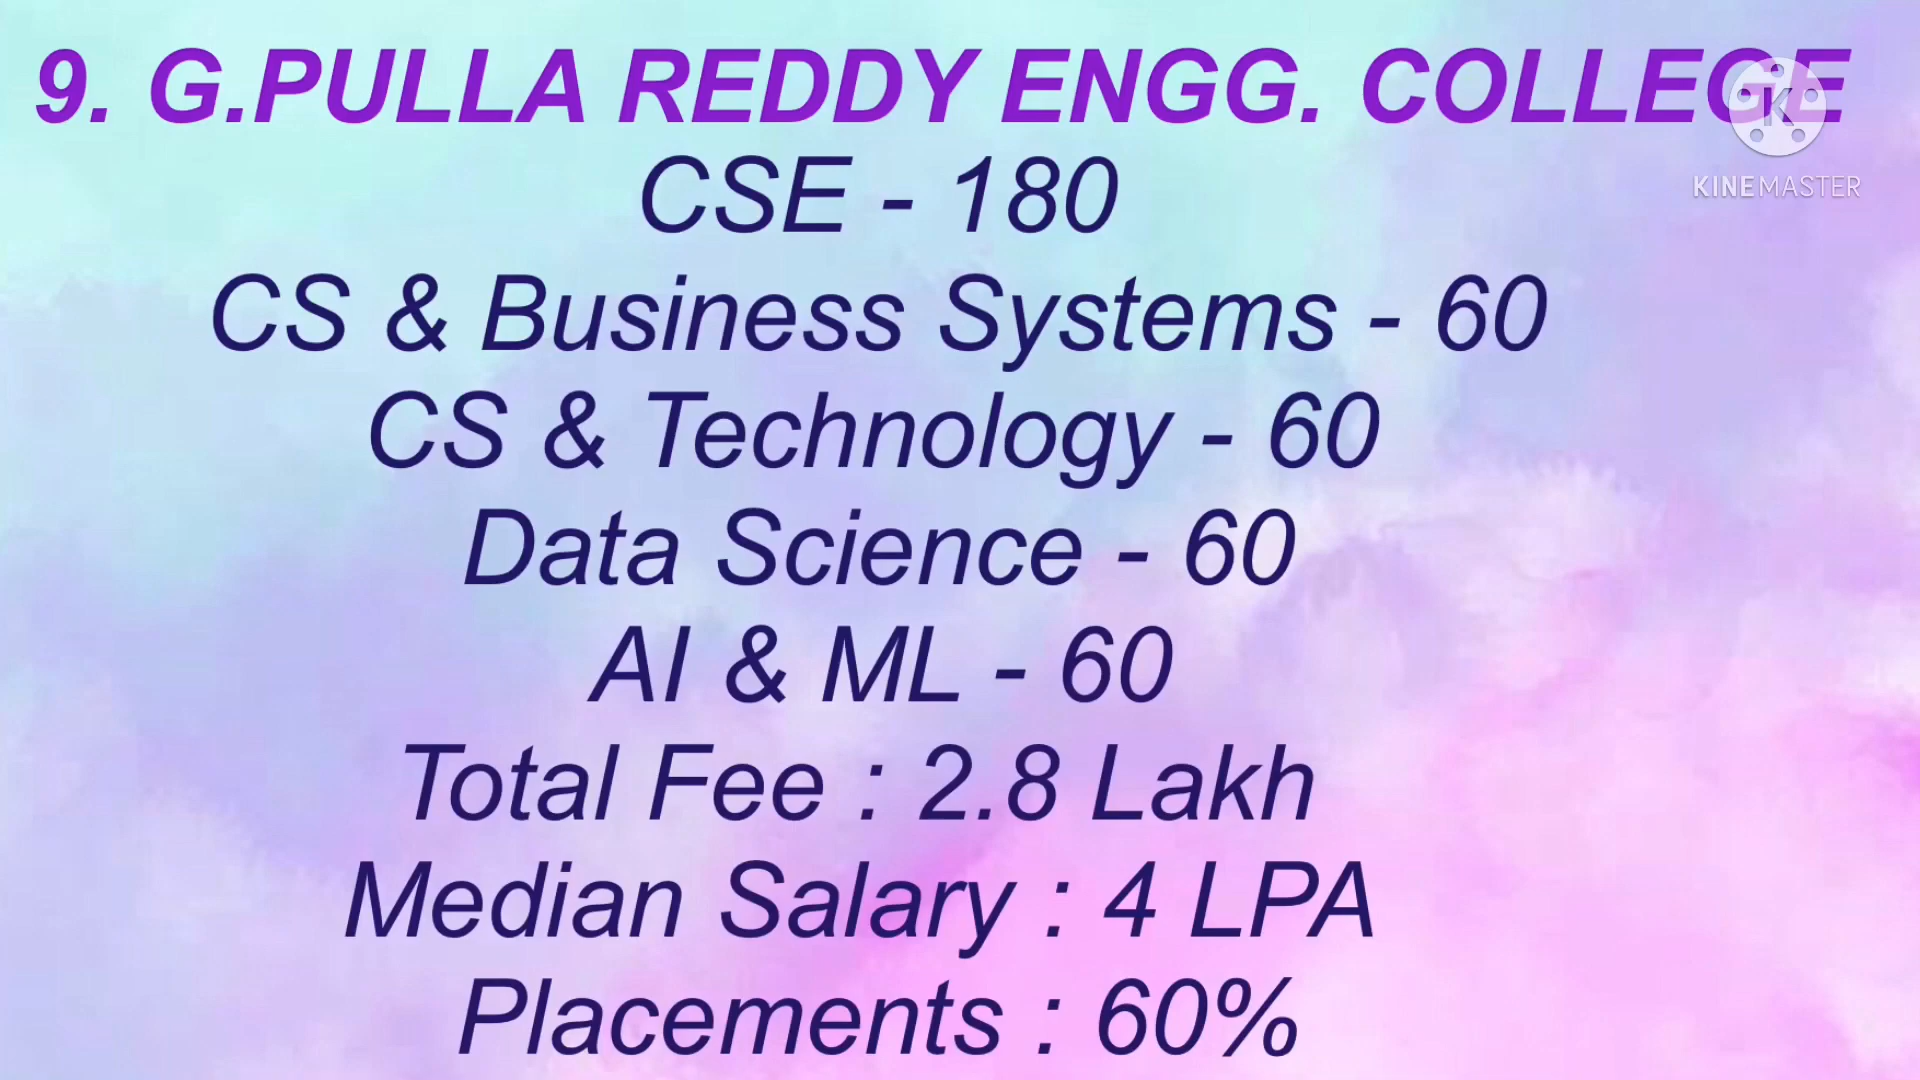 9. G.PULLA REDDY ENGG. COLLEGE
CSE - 180
KINEMASTER
CS & Business Systems - 60
CS & Technology - 60
Data Science - 60
AI & ML - 60
Total Fee : 2.8 Lakh
Median Salary : 4 LPA
Placements : 60%